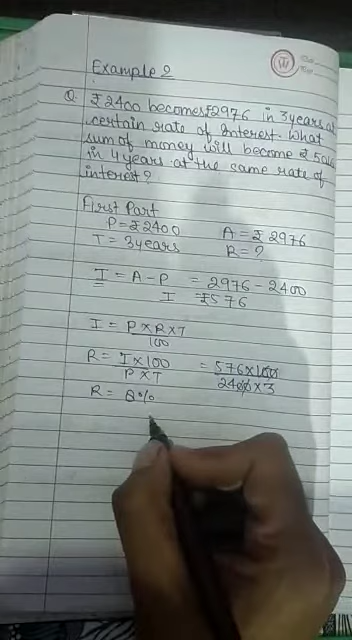 Example 2
Q. ₹2400 becomes ₹2976 in 3 years at
certain rate of interest. What
sum of money will become ₹
in 4 years at the same rate of
interest?
First Part
P = ₹2400 A = ₹2976
T = 3 years R = ?
I = A - P = 2976 - 2400
I = ₹576
I = P × R × T / 100
R = I × 100 / P × T = 576 × 100 / 2400 × 3
R = 8%